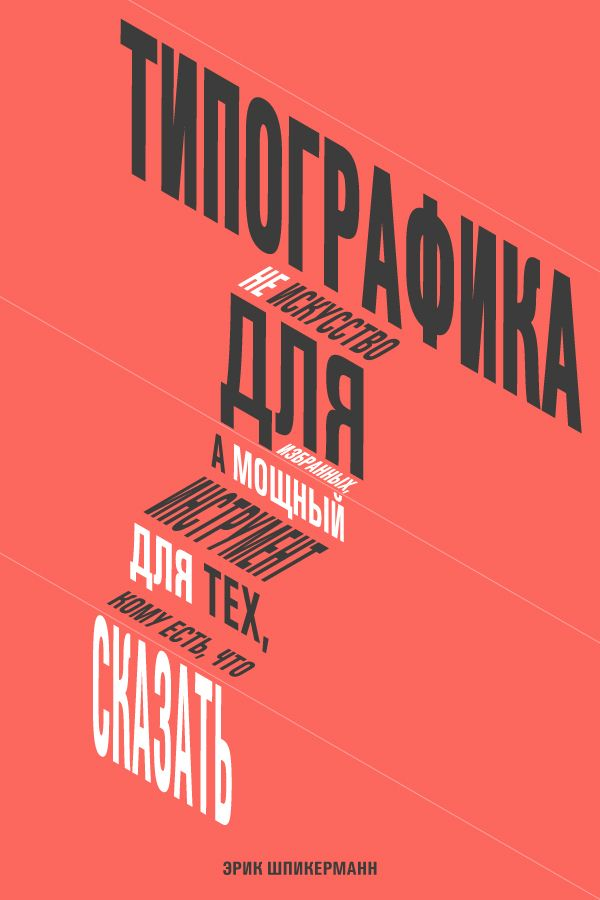 ТИПОГРАФИКА
НЕ ИСКУССТВО
ДЛЯ
ИЗБРАННЫХ,
А МОЩНЫЙ
ИНСТРУМЕНТ
ДЛЯ ТЕХ,
КОМУ ЕСТЬ, ЧТО
СКАЗАТЬ
ЭРИК ШПИКЕРМАНН